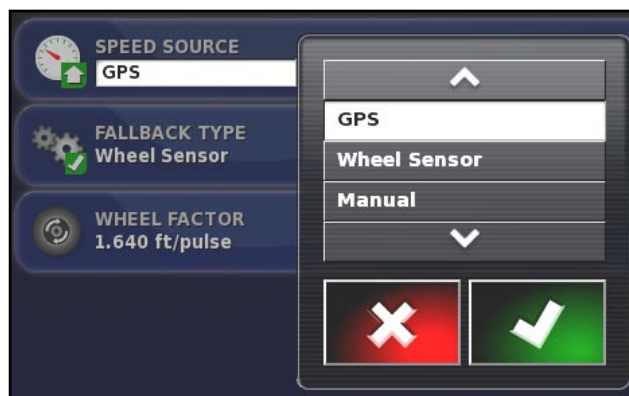 SPEED SOURCE
GPS
FALLBACK TYPE
Wheel Sensor
WHEEL FACTOR
1.640 ft/pulse
GPS
Wheel Sensor
Manual